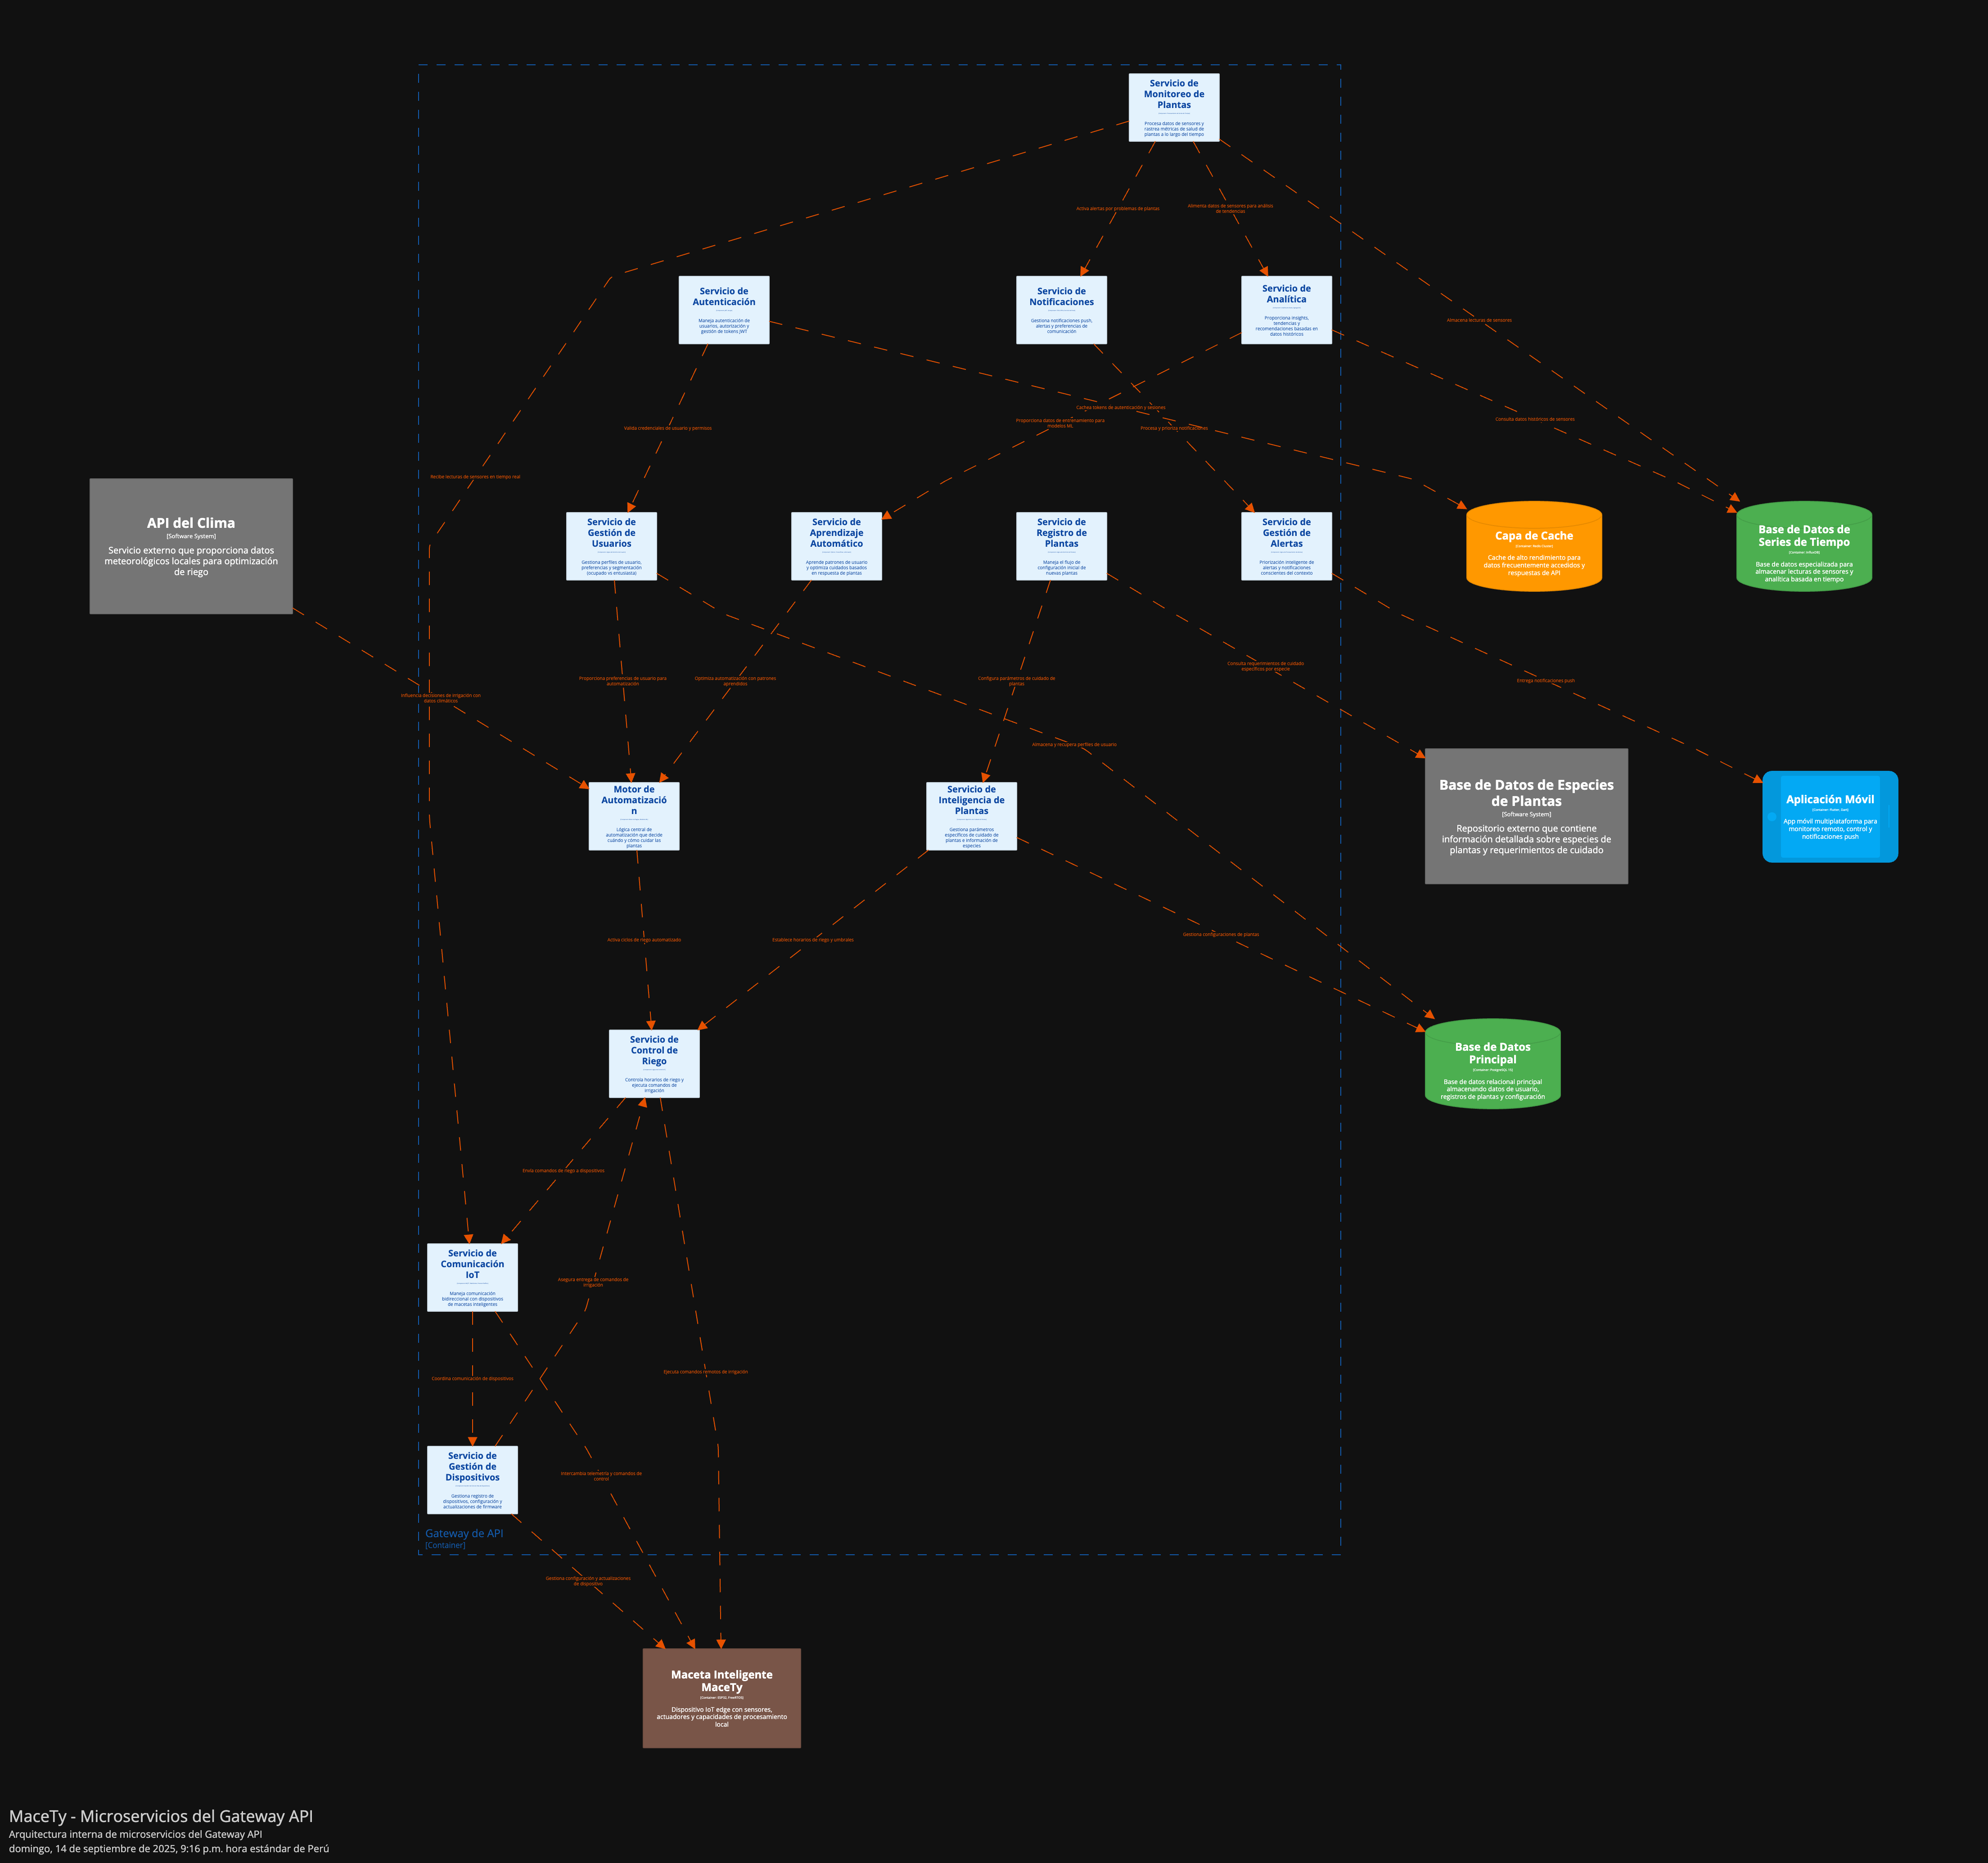 Servicio de
Monitoreo de
Plantas
Procesa datos de sensores y
rastrea métricas de salud de
plantas a lo largo del tiempo
Activa alertas por problemas de plantas
Alimenta datos de sensores para análisis
de tendencias
Servicio de
Autenticación
Maneja autenticación de
usuarios, autorización y
gestión de tokens JWT
Servicio de
Notificaciones
Gestiona notificaciones push,
alertas y preferencias de
comunicación
Servicio de
Analítica
Proporciona insights,
tendencias y
recomendaciones basadas en
datos históricos
Almacena lecturas de sensores
Cachea tokens de autenticación y sesiones
Proporciona datos de entrenamiento para
modelos ML
Procesa y prioriza notificaciones
Valida credenciales de usuario y permisos
Consulta datos históricos de sensores
Recibe lecturas de sensores en tiempo real
API del Clima
[Software System]
Servicio externo que proporciona datos
meteorológicos locales para optimización
de riego
Servicio de
Gestión de
Usuarios
Gestiona perfiles de usuario,
preferencias y segmentación
(ocupado vs entusiasta)
Servicio de
Aprendizaje
Automático
Aprende patrones de usuario
y optimiza cuidados basados
en respuesta de plantas
Servicio de
Registro de
Plantas
Maneja el flujo de
configuración inicial de
nuevas plantas
Servicio de
Gestión de
Alertas
Priorización inteligente de
alertas y notificaciones
conscientes del contexto
Capa de Cache
Cache de alto rendimiento para
datos frecuentemente accedidos y
respuestas de API
Base de Datos de
Series de Tiempo
[Container: InfluxDB]
Base de datos especializada para
almacenar lecturas de sensores y
analítica basada en tiempo
Influencia decisiones de irrigación con
datos climáticos
Proporciona preferencias de usuario para
automatización
Optimiza automatización con patrones
aprendidos
Configura parámetros de cuidado de
plantas
Consulta requerimientos de cuidado
específicos por especie
Entrega notificaciones push
Almacena y recupera perfiles de usuario
Motor de
Automatizació
n
Lógica central de
automatización que decide
cuándo y cómo cuidar las
plantas
Servicio de
Inteligencia de
Plantas
Gestiona parámetros
específicos de cuidado de
plantas e información de
especies
Base de Datos de Especies
de Plantas
[Software System]
Repositorio externo que contiene
información detallada sobre especies de
plantas y requerimientos de cuidado
Aplicación Móvil
[Container: Flutter, Dart]
App móvil multiplataforma para
monitoreo remoto, control y
notificaciones push
Activa ciclos de riego automatizado
Establece horarios de riego y umbrales
Gestiona configuraciones de plantas
Servicio de
Control de
Riego
Controla horarios de riego y
ejecuta comandos de
irrigación
Base de Datos
Principal
Base de datos relacional principal
almacenando datos de usuario,
registros de plantas y configuración
Envía comandos de riego a dispositivos
Servicio de
Comunicación
IoT
Maneja comunicación
bidireccional con dispositivos
de macetas inteligentes
Asegura entrega de comandos de
irrigación
Coordina comunicación de dispositivos
Ejecuta comandos remotos de irrigación
Servicio de
Gestión de
Dispositivos
Gestiona registro de
dispositivos, configuración y
actualizaciones de firmware
Intercambia telemetría y comandos de
control
Gateway de API
[Container]
Gestiona configuración y actualizaciones
de dispositivo
Maceta Inteligente
MaceTy
[Container: ESP32, FreeRTOS]
Dispositivo IoT edge con sensores,
actuadores y capacidades de procesamiento
local
MaceTy - Microservicios del Gateway API
Arquitectura interna de microservicios del Gateway API
domingo, 14 de septiembre de 2025, 9:16 p.m. hora estándar de Perú